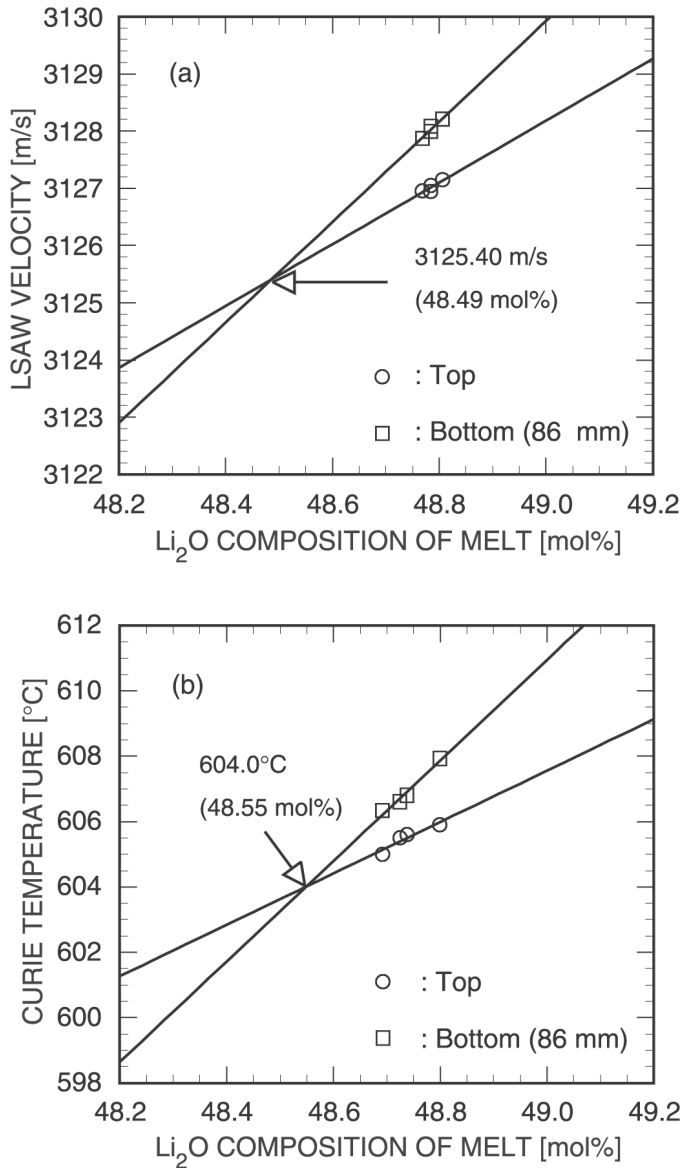 3130
3129
3128
3127
3126
3125
3124
3123
3122
LSAW VELOCITY [m/s]
(a)
3125.40 m/s
(48.49 mol%)
: Top
: Bottom (86 mm)
48.2 48.4 48.6 48.8 49.0 49.2
Li₂O COMPOSITION OF MELT [mol%]
612
610
608
606
604
602
600
598
CURIE TEMPERATURE [°C]
(b)
604.0°C
(48.55 mol%)
: Top
: Bottom (86 mm)
48.2 48.4 48.6 48.8 49.0 49.2
Li₂O COMPOSITION OF MELT [mol%]